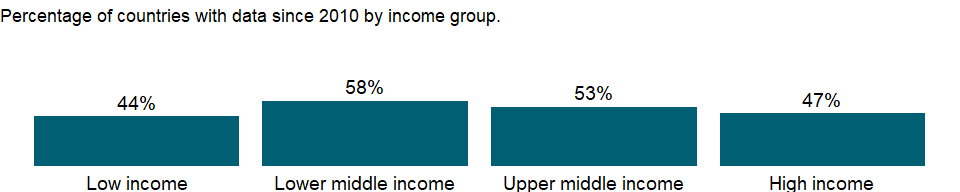 Percentage of countries with data since 2010 by income group.
44%
58%
53%
47%
Low income
Lower middle income
Upper middle income
High income